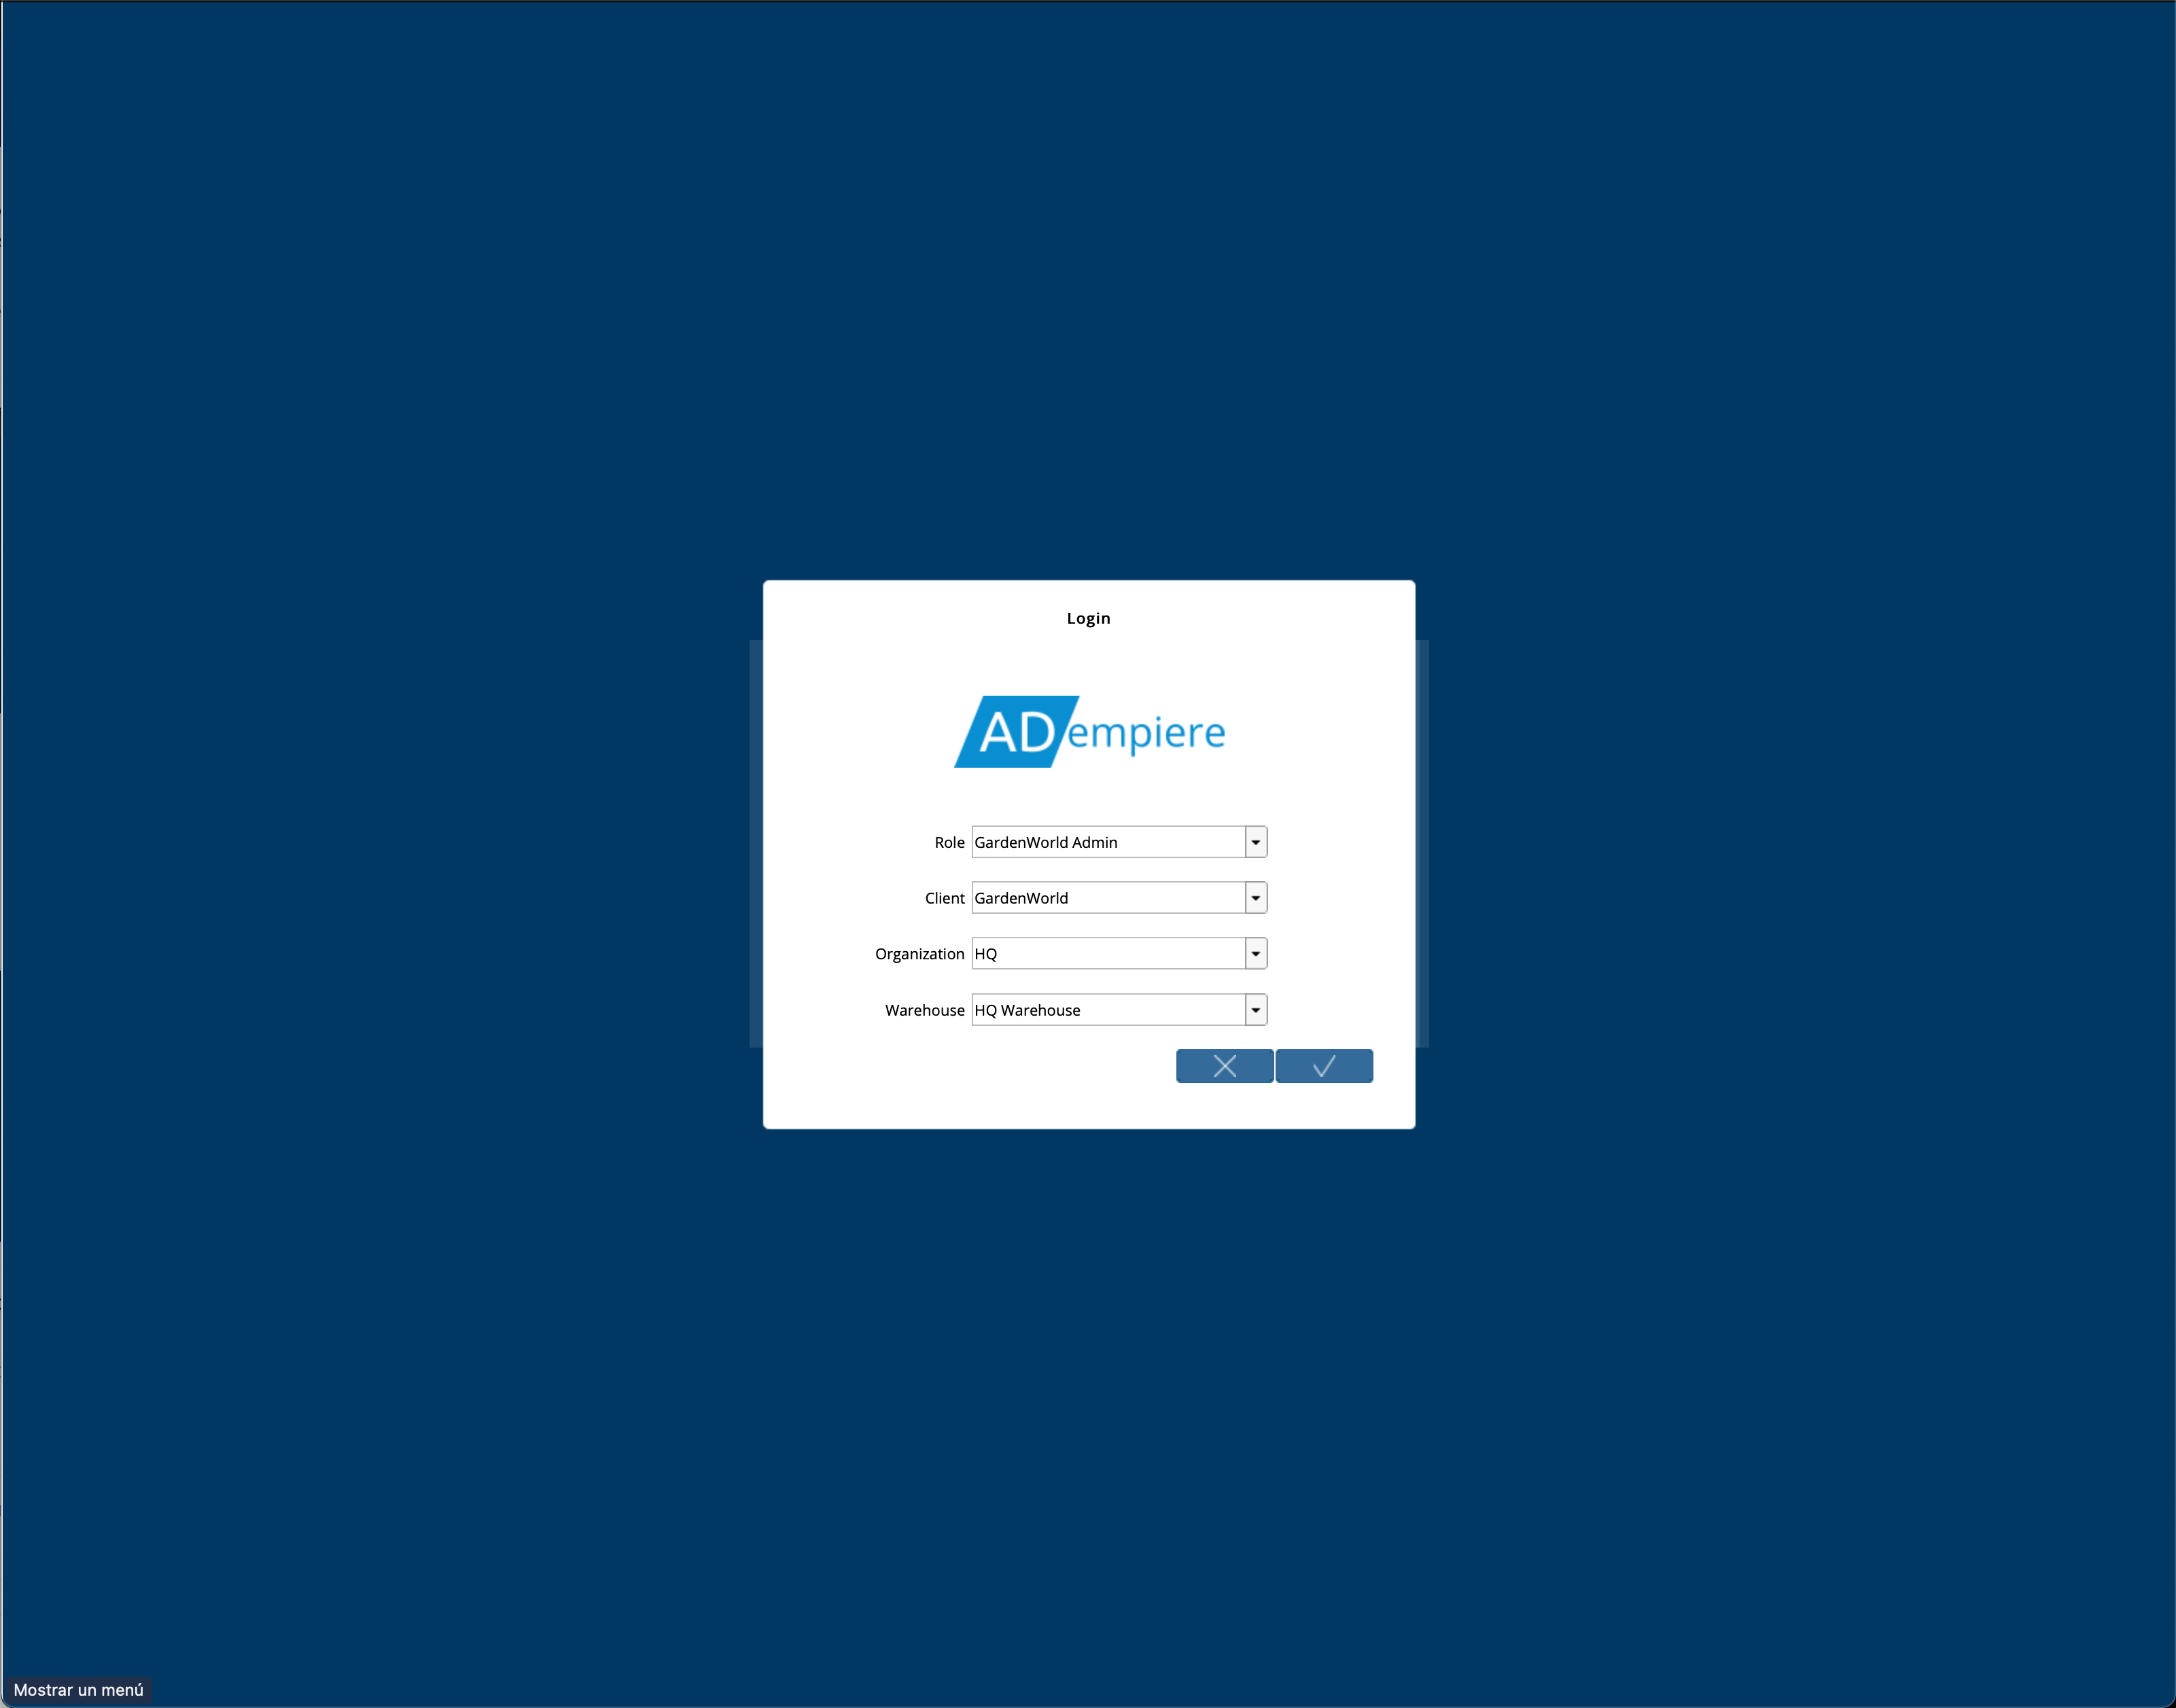 Login
ADempiere
Role GardenWorld Admin
Client GardenWorld
Organization HQ
Warehouse HQ Warehouse
Mostrar un menú